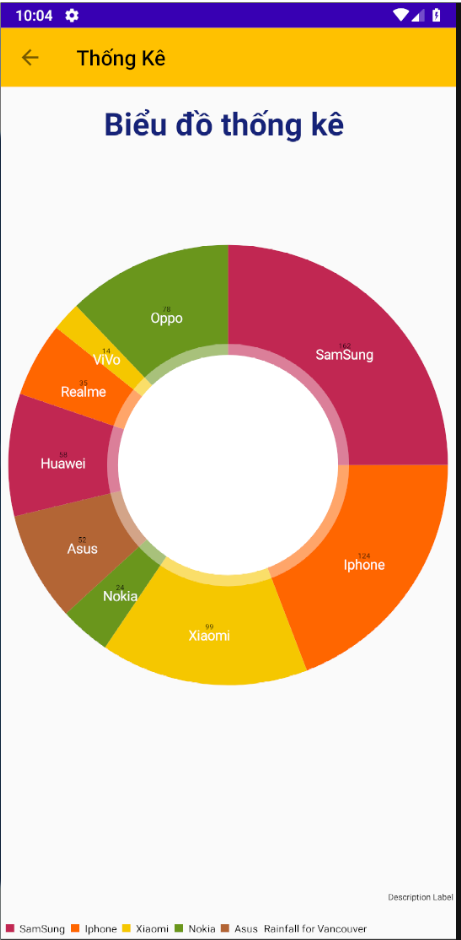 10:04
Thống Kê
Biểu đồ thống kê
78
Oppo
162
SamSung
14
ViVo
35
Realme
58
Huawei
52
Asus
24
Nokia
99
Xiaomi
124
Iphone
Description Label
SamSung Iphone Xiaomi Nokia Asus Rainfall for Vancouver